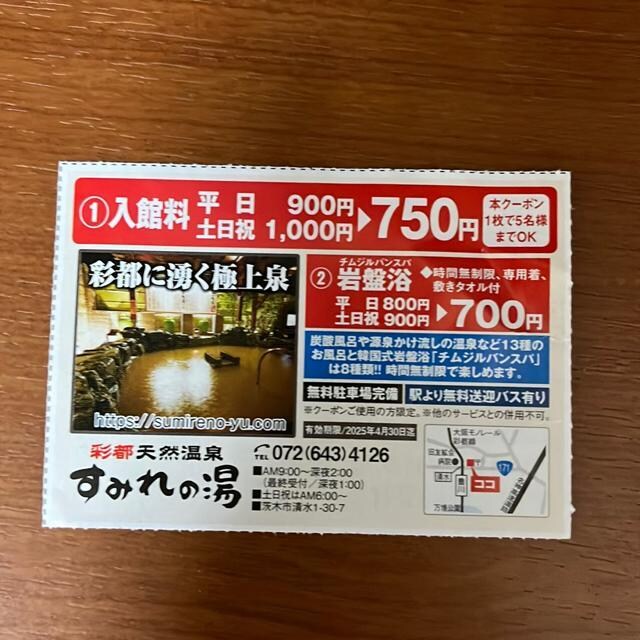 ①入館料 平日 900円 土日祝 1,000円 ▶750円
本クーポン
1枚で5名様
までOK
彩都に湧く極上泉
https://sumireno-yu.com
チムジルバンスパ
②岩盤浴 ◆時間無制限、専用着、
敷きタオル付
平日800円
土日祝900円 ▶700円
炭酸風呂や源泉かけ流しの温泉など13種の
お風呂と韓国式岩盤浴「チムジルバンスパ」
は8種類!! 時間無制限で楽しめます。
無料駐車場完備 駅より無料送迎バス有り
※クーポンご使用の方限定。※他のサービスとの併用不可。
有効期限/2025年4月30日迄
彩都天然温泉
すみれの湯
TEL 072(643)4126
■AM9:00〜深夜2:00
(最終受付/深夜1:00)
■土日祝はAM6:00〜
■茨木市清水1-30-7
大阪モノレール
彩都線
旧友紘会
病院
清水
ココ
171
万博公園